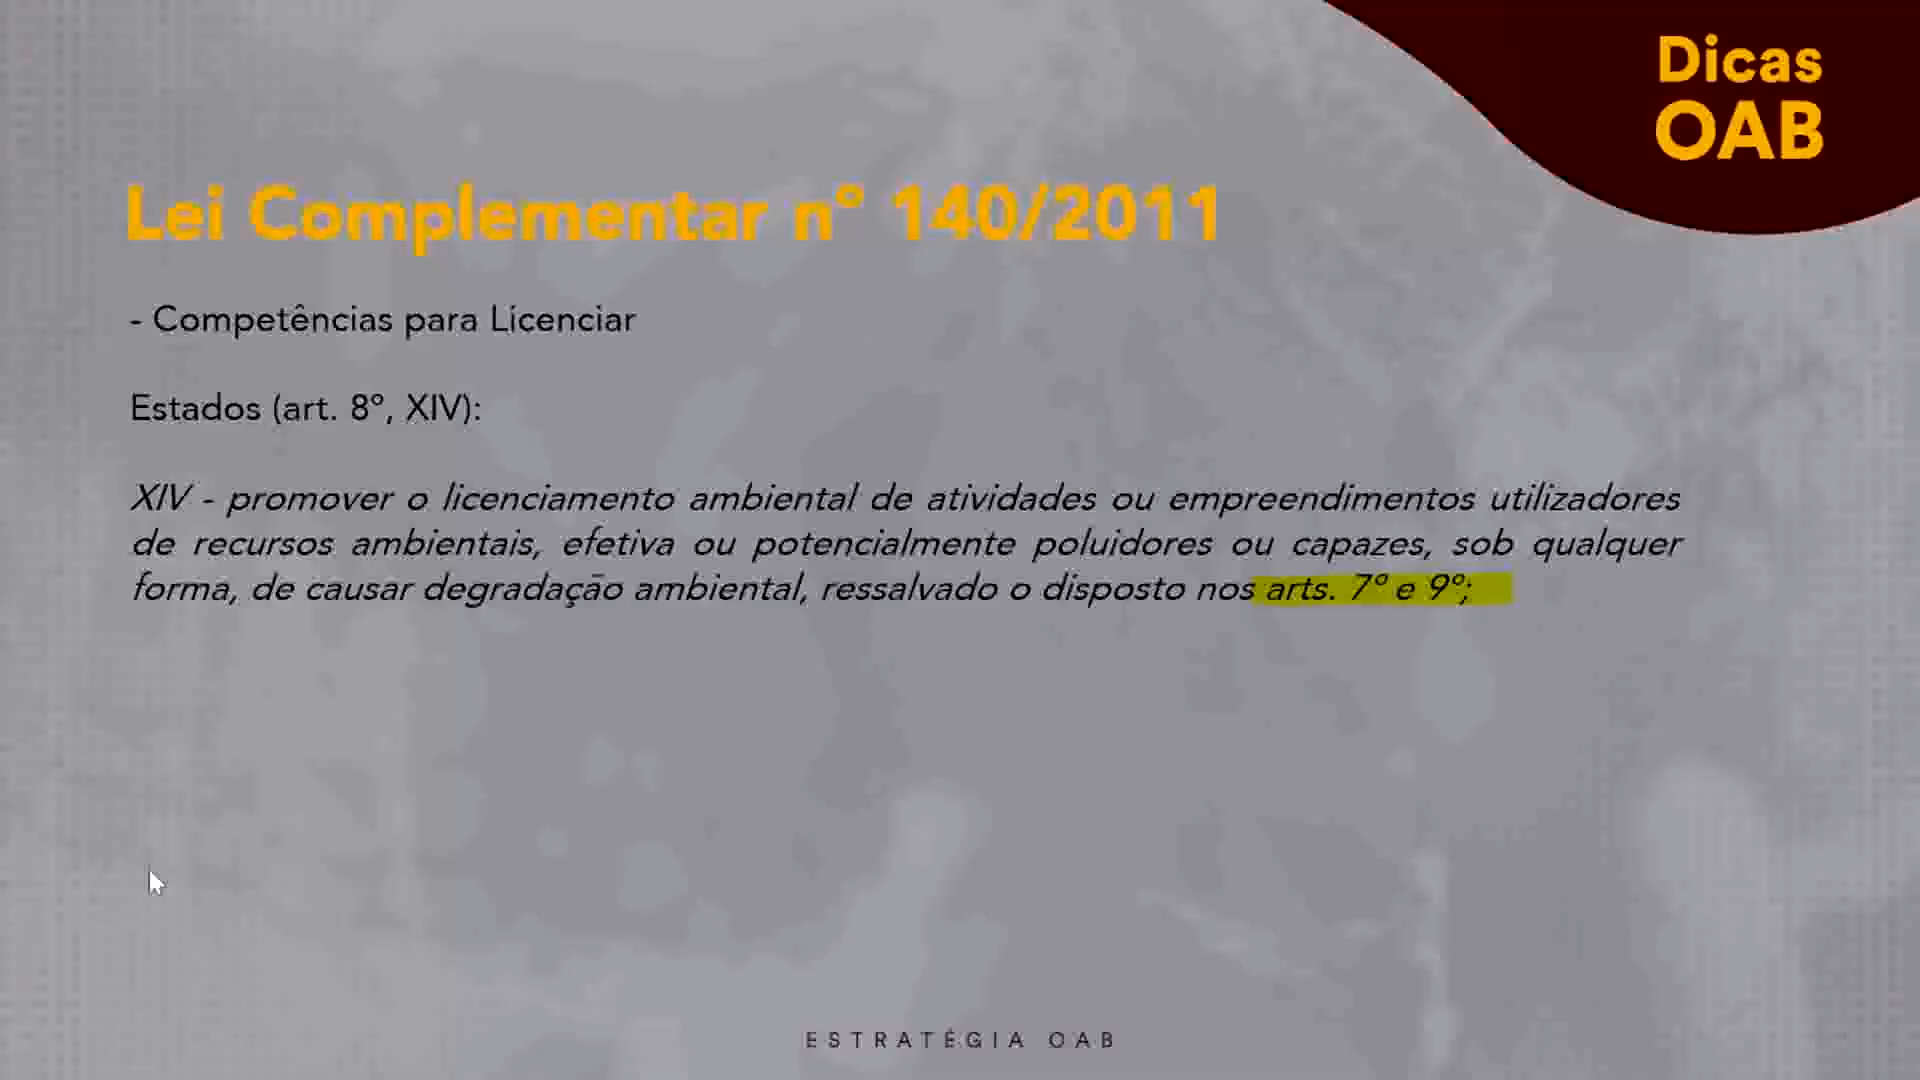 Dicas
OAB
Lei Complementar nº 140/2011
- Competências para Licenciar
Estados (art. 8º, XIV):
XIV - promover o licenciamento ambiental de atividades ou empreendimentos utilizadores
de recursos ambientais, efetiva ou potencialmente poluidores ou capazes, sob qualquer
forma, de causar degradação ambiental, ressalvado o disposto nos arts. 7º e 9º;
ESTRATÉGIA OAB